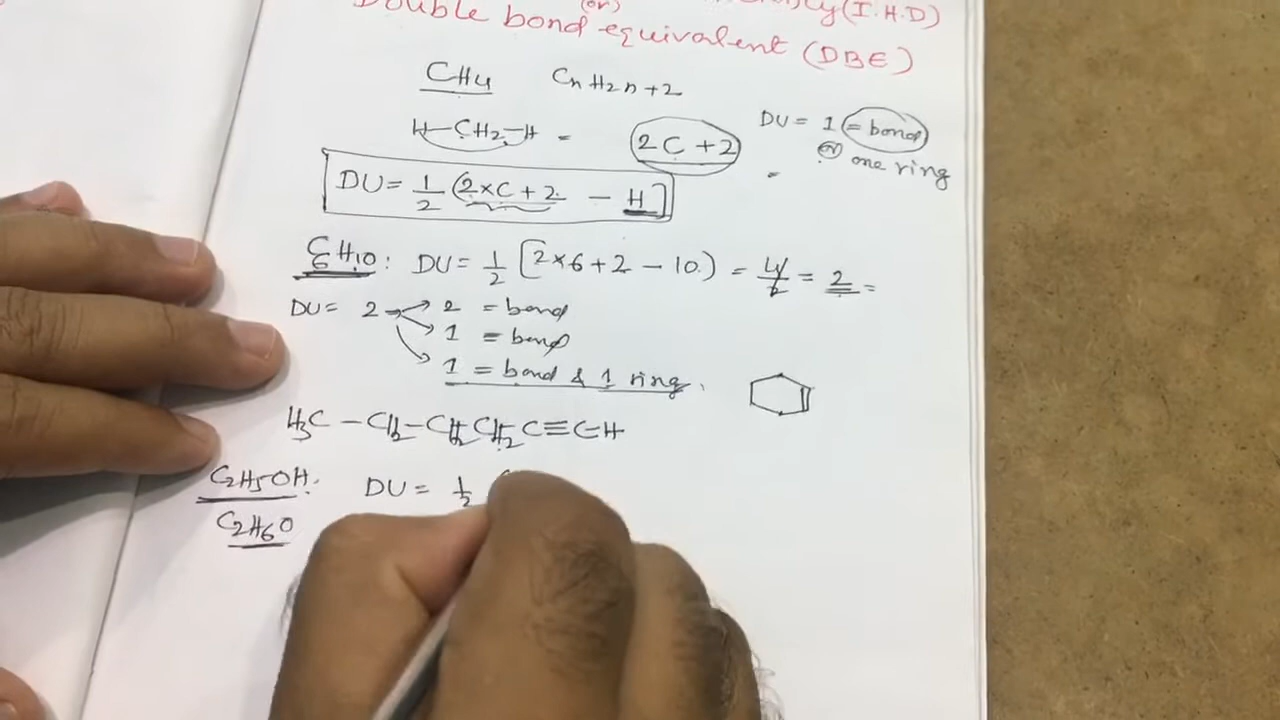 (or) (I.H.D)
Double bond equivalent (DBE)
CH4 CnH2n+2
H-CH2-H = 2C+2
DU = 1 (= bond)
(or) one ring
DU = 1/2 (2×C+2 - H]
C6H10: DU = 1/2 [2×6+2-10) = 4/2 = 2 =
DU = 2 → 2 = bond
1 ≡ bond
1 = bond & 1 ring.
H3C-CH2-CH2CH2C≡CH
C2H5OH: DU = 1/2
C2H6O